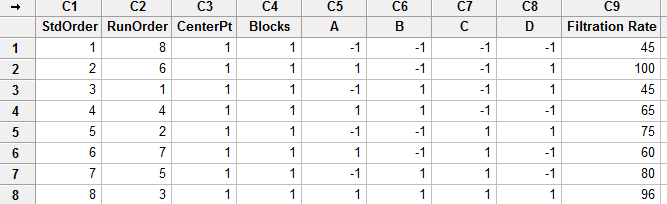 → C1 C2 C3 C4 C5 C6 C7 C8 C9
StdOrder RunOrder CenterPt Blocks A B C D Filtration Rate
1 1 8 1 1 -1 -1 -1 -1 45
2 2 6 1 1 1 -1 -1 1 100
3 3 1 1 1 -1 1 -1 1 45
4 4 4 1 1 1 1 -1 -1 65
5 5 2 1 1 -1 -1 1 1 75
6 6 7 1 1 1 -1 1 -1 60
7 7 5 1 1 -1 1 1 -1 80
8 8 3 1 1 1 1 1 1 96